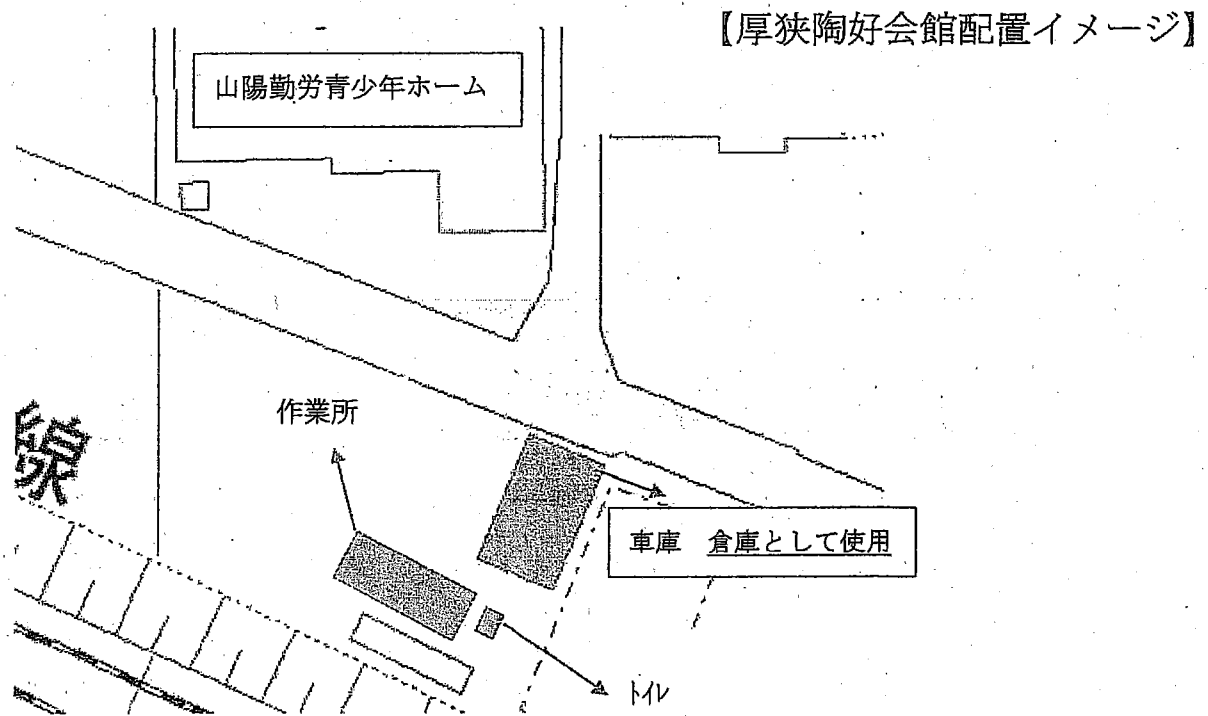 【厚狭陶好会館配置イメージ】
山陽勤労青少年ホーム
作業所
線
車庫　倉庫として使用
トイレ